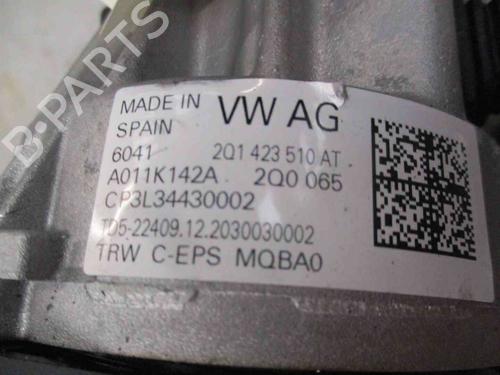 B-PARTS
MADE IN SPAIN VW AG
6041 2Q1 423 510 AT
A011K142A 2Q0 065
CP3L34430002
TD5-22409.12.2030030002
TRW C-EPS MQBA0